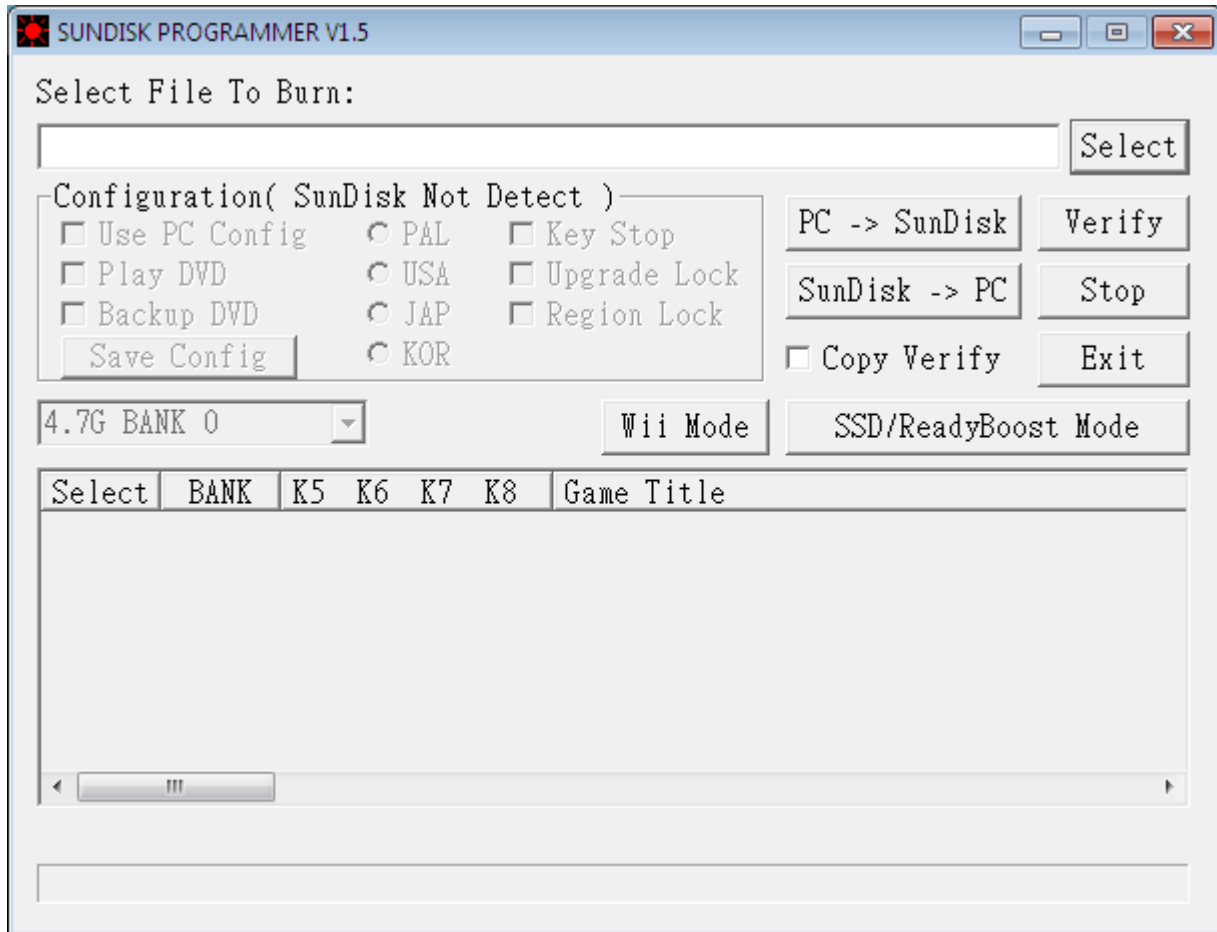 SUNDISK PROGRAMMER V1.5
Select File To Burn:
Select
Configuration( SunDisk Not Detect )
Use PC Config PAL Key Stop
Play DVD USA Upgrade Lock
Backup DVD JAP Region Lock
Save Config KOR
PC -> SunDisk Verify
SunDisk -> PC Stop
Copy Verify Exit
4.7G BANK 0 Wii Mode SSD/ReadyBoost Mode
Select BANK K5 K6 K7 K8 Game Title